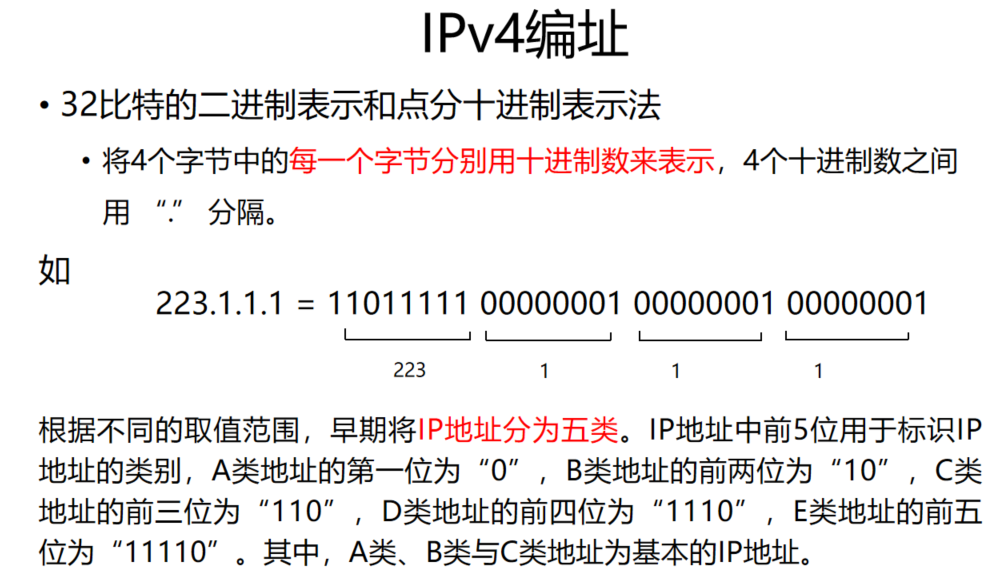 IPv4编址
• 32比特的二进制表示和点分十进制表示法
• 将4个字节中的每一个字节分别用十进制数来表示，4个十进制数之间
用 “.” 分隔。
如
223.1.1.1 = 11011111 00000001 00000001 00000001
223 1 1 1
根据不同的取值范围，早期将IP地址分为五类。IP地址中前5位用于标识IP
地址的类别，A类地址的第一位为“0”，B类地址的前两位为“10”，C类
地址的前三位为“110”，D类地址的前四位为“1110”，E类地址的前五
位为“11110”。其中，A类、B类与C类地址为基本的IP地址。